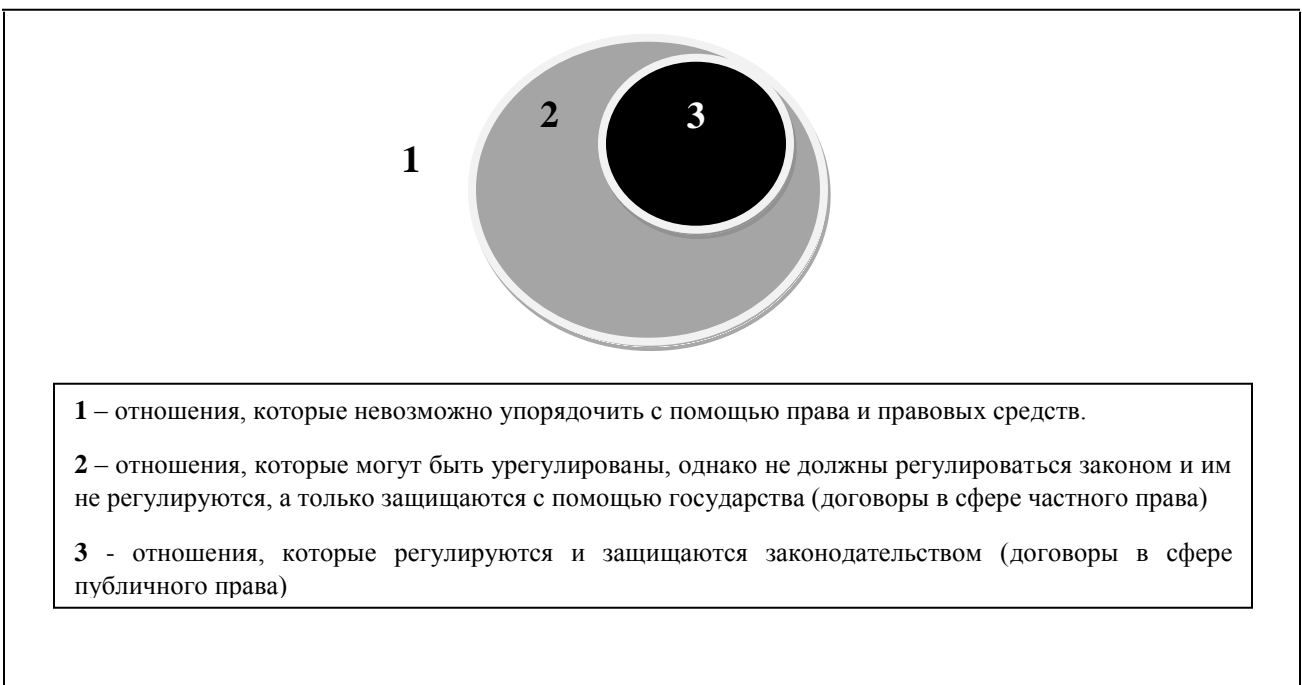 2
3
1
1 – отношения, которые невозможно упорядочить с помощью права и правовых средств.
2 – отношения, которые могут быть урегулированы, однако не должны регулироваться законом и им
не регулируются, а только защищаются с помощью государства (договоры в сфере частного права)
3 - отношения, которые регулируются и защищаются законодательством (договоры в сфере
публичного права)